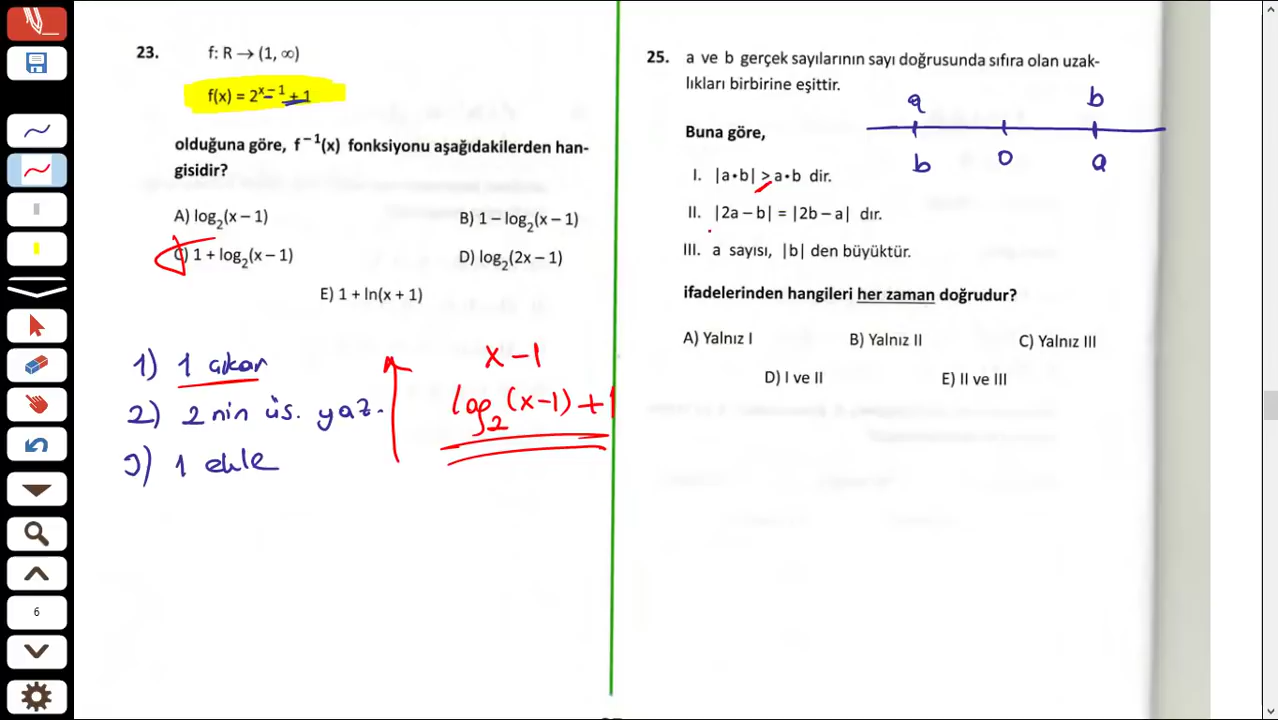 23. f: R → (1, ∞)
f(x) = 2^(x–1) + 1
olduğuna göre, f⁻¹(x) fonksiyonu aşağıdakilerden han-
gisidir?
A) log₂(x – 1)
B) 1 – log₂(x – 1)
C) 1 + log₂(x – 1)
D) log₂(2x – 1)
E) 1 + ln(x + 1)
1) 1 çıkar
2) 2 nin üs. yaz.
3) 1 ekle
x – 1
log₂(x–1) + 1
25. a ve b gerçek sayılarının sayı doğrusunda sıfıra olan uzak-
lıkları birbirine eşittir.
a b
b 0 a
Buna göre,
I. |a•b| > a•b dir.
II. |2a – b| = |2b – a| dır.
III. a sayısı, |b| den büyüktür.
ifadelerinden hangileri her zaman doğrudur?
A) Yalnız I
B) Yalnız II
C) Yalnız III
D) I ve II
E) II ve III
6